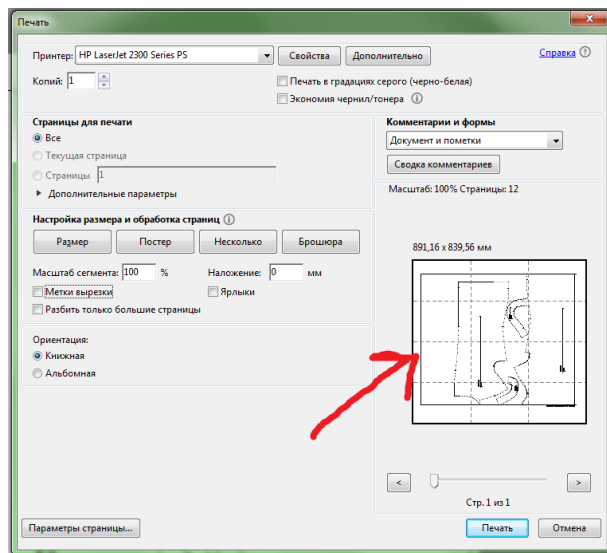 Печать
Принтер: HP LaserJet 2300 Series PS Свойства Дополнительно Справка
Копий: 1 Печать в градациях серого (черно-белая)
Экономия чернил/тонера
Страницы для печати
Все
Текущая страница
Страницы 1
Дополнительные параметры
Настройка размера и обработка страниц
Размер Постер Несколько Брошюра
Масштаб сегмента: 100 % Наложение: 0 мм
Метки вырезки Ярлыки
Разбить только большие страницы
Ориентация:
Книжная
Альбомная
Комментарии и формы
Документ и пометки
Сводка комментариев
Масштаб: 100% Страницы: 12
891,16 x 839,56 мм
< >
Стр. 1 из 1
Параметры страницы... Печать Отмена